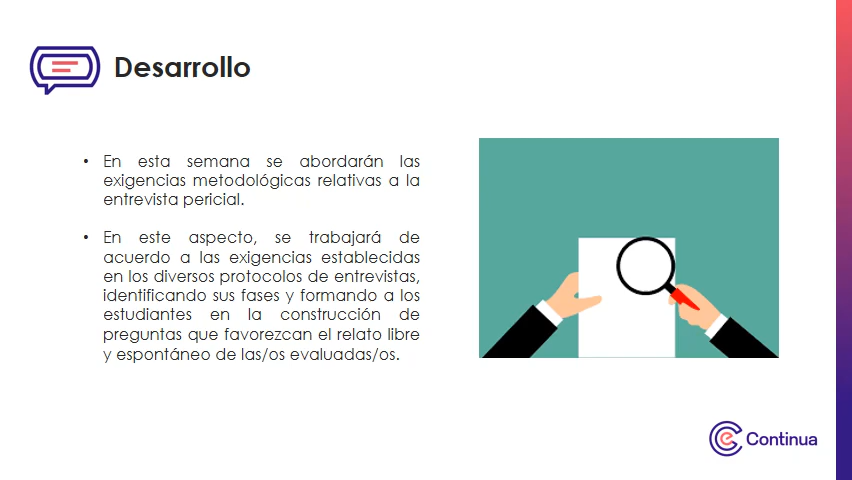 Desarrollo
• En esta semana se abordarán las
exigencias metodológicas relativas a la
entrevista pericial.
• En este aspecto, se trabajará de
acuerdo a las exigencias establecidas
en los diversos protocolos de entrevistas,
identificando sus fases y formando a los
estudiantes en la construcción de
preguntas que favorezcan el relato libre
y espontáneo de las/os evaluadas/os.
Continua